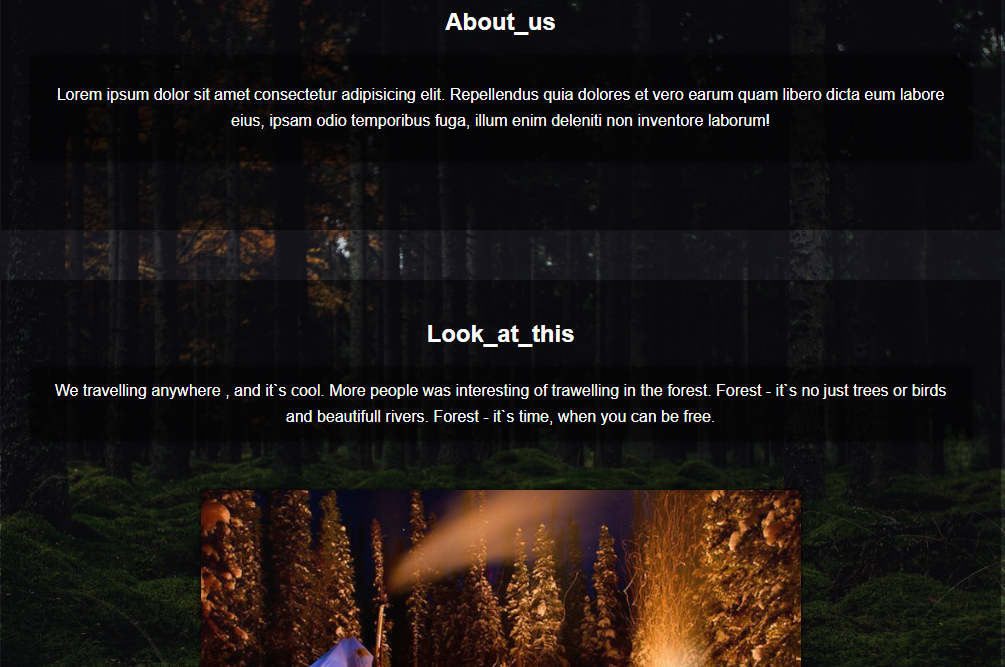 About_us
Lorem ipsum dolor sit amet consectetur adipisicing elit. Repellendus quia dolores et vero earum quam libero dicta eum labore
eius, ipsam odio temporibus fuga, illum enim deleniti non inventore laborum!
Look_at_this
We travelling anywhere , and it`s cool. More people was interesting of trawelling in the forest. Forest - it`s no just trees or birds
and beautifull rivers. Forest - it`s time, when you can be free.